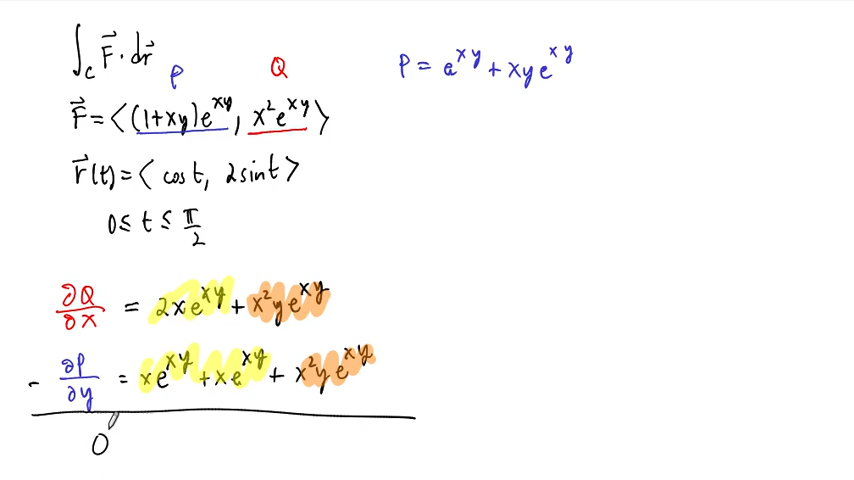 ∫_C F⃗ · dr⃗
P Q
F⃗ = ⟨(1+xy)e^{xy}, x²e^{xy}⟩
r⃗(t) = ⟨cos t, 2sint⟩
0 ≤ t ≤ π/2
P = e^{xy} + xye^{xy}
∂Q/∂x = 2xe^{xy} + x²ye^{xy}
- ∂P/∂y = xe^{xy} + xe^{xy} + x²ye^{xy}
0